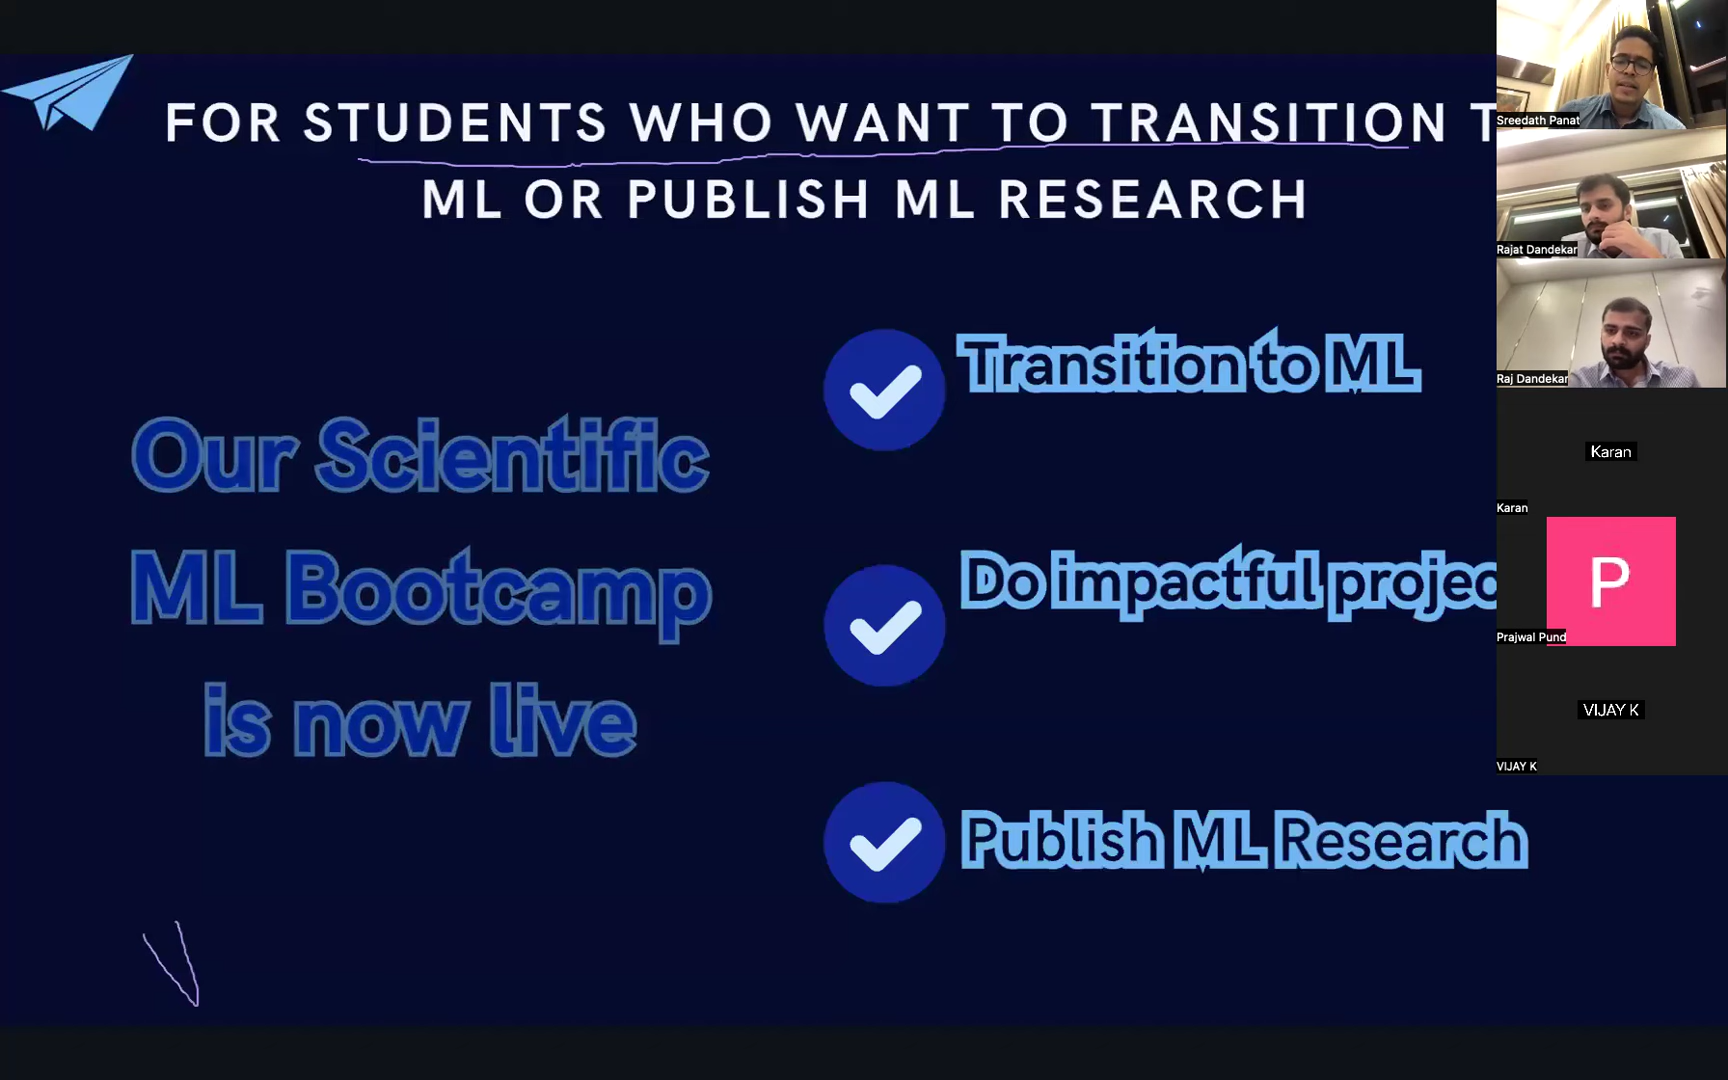 FOR STUDENTS WHO WANT TO TRANSITION T
ML OR PUBLISH ML RESEARCH
Our Scientific
ML Bootcamp
is now live
Transition to ML
Do impactful projec
Publish ML Research
Sreedath Panat
Rajat Dandekar
Raj Dandekar
Karan
Karan
P
Prajwal Pund
VIJAY K
VIJAY K